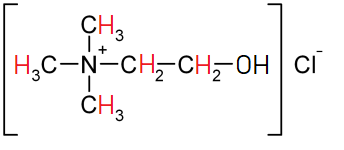 CH3
+
H3C N CH2 CH2 OH Cl-
CH3